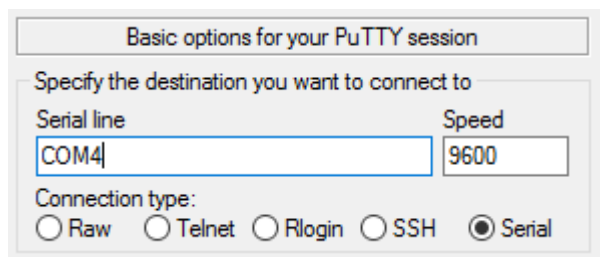 Basic options for your PuTTY session
Specify the destination you want to connect to
Serial line Speed
COM4 9600
Connection type:
Raw Telnet Rlogin SSH Serial